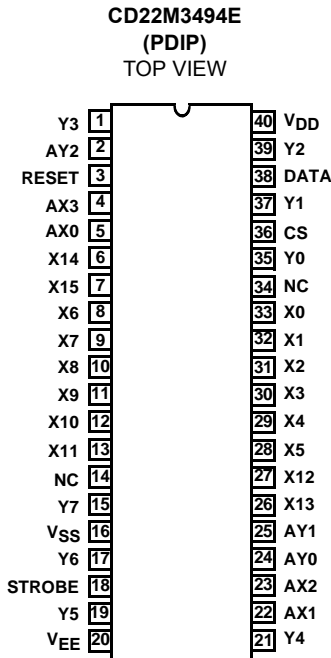 CD22M3494E
(PDIP)
TOP VIEW
Y3 1 40 VDD
AY2 2 39 Y2
RESET 3 38 DATA
AX3 4 37 Y1
AX0 5 36 CS
X14 6 35 Y0
X15 7 34 NC
X6 8 33 X0
X7 9 32 X1
X8 10 31 X2
X9 11 30 X3
X10 12 29 X4
X11 13 28 X5
NC 14 27 X12
Y7 15 26 X13
VSS 16 25 AY1
Y6 17 24 AY0
STROBE 18 23 AX2
Y5 19 22 AX1
VEE 20 21 Y4